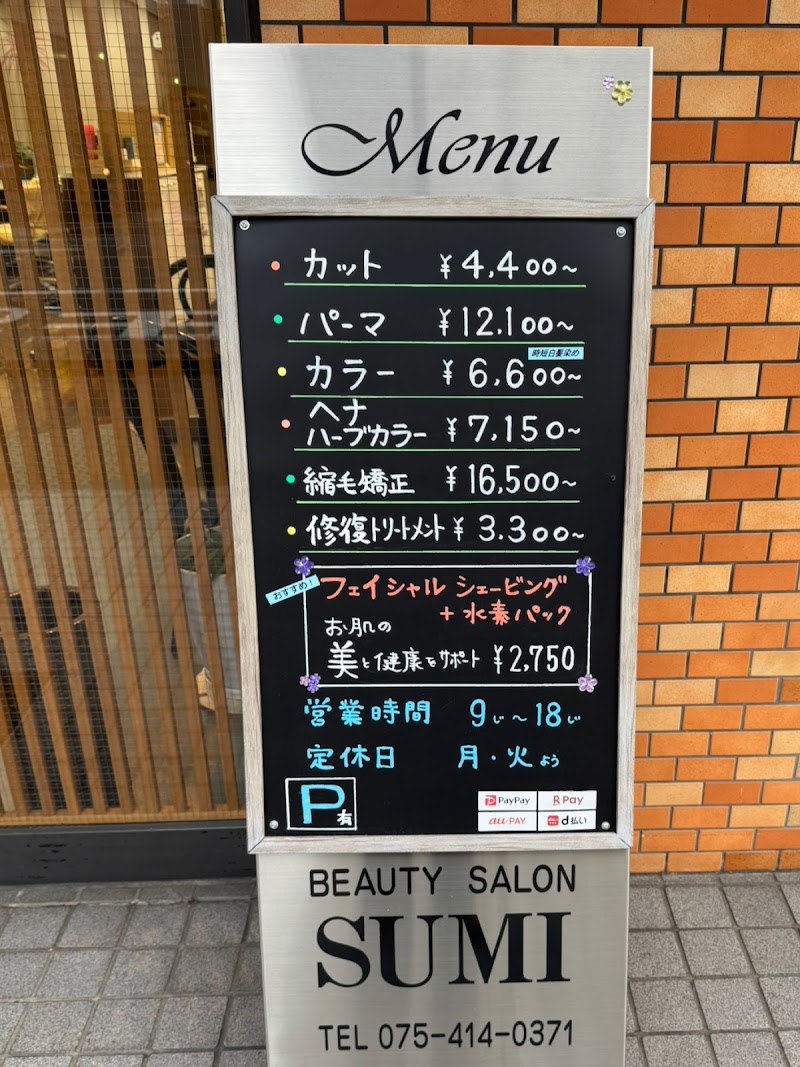 Menu
カット ¥4,400~
パーマ ¥12,100~
時短白髪染め
カラー ¥6,600~
ヘナ
ハーブカラー ¥7,150~
縮毛矯正 ¥16,500~
修復トリートメント ¥3.300~
おすすめ!
フェイシャル シェービング
+水素パック
お肌の
美と健康をサポート ¥2,750
営業時間 9じ~18じ
定休日 月・火よう
P有
PayPay R Pay
au PAY d払い
BEAUTY SALON
SUMI
TEL 075-414-0371